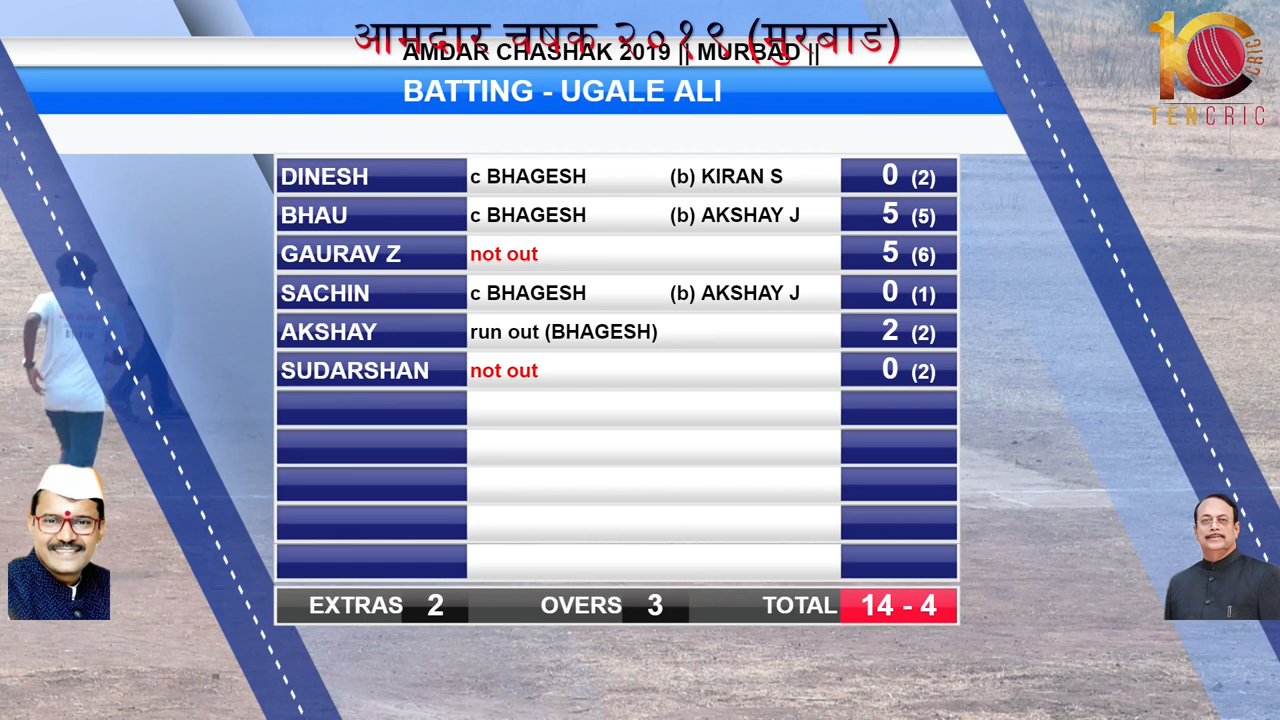 आमदार चषक २०१९ (मुरबाड)
AMDAR CHASHAK 2019 || MURBAD ||
BATTING - UGALE ALI
DINESH c BHAGESH (b) KIRAN S 0 (2)
BHAU c BHAGESH (b) AKSHAY J 5 (5)
GAURAV Z not out 5 (6)
SACHIN c BHAGESH (b) AKSHAY J 0 (1)
AKSHAY run out (BHAGESH) 2 (2)
SUDARSHAN not out 0 (2)
EXTRAS 2 OVERS 3 TOTAL 14 - 4
10 CRIC
TENCRIC